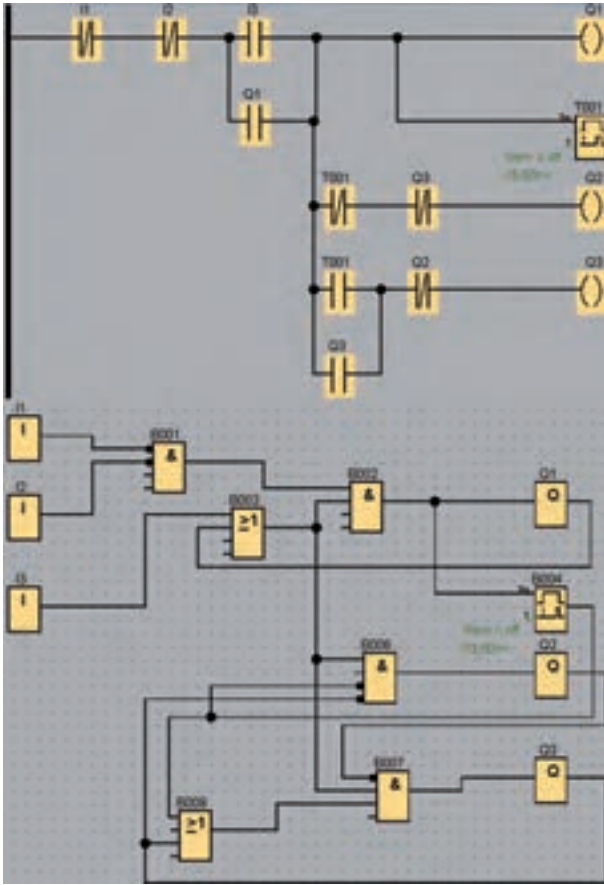 I1 I2 I3 Q1
Q1 T001
T001 Q3 Q2
T001 Q2 Q3
Q3
I1
I
B001
&
I2
I
B002
&
Q1
Q
B003
≥1
I3
I
B004
B006
&
Q2
Q
B007
&
Q3
Q
≥1